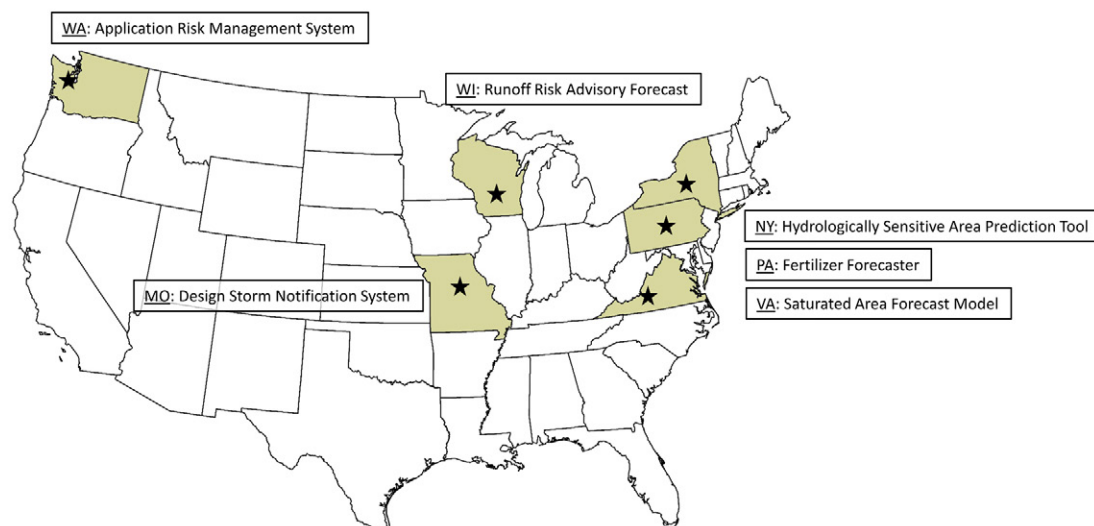 WA: Application Risk Management System
WI: Runoff Risk Advisory Forecast
NY: Hydrologically Sensitive Area Prediction Tool
PA: Fertilizer Forecaster
MO: Design Storm Notification System
VA: Saturated Area Forecast Model